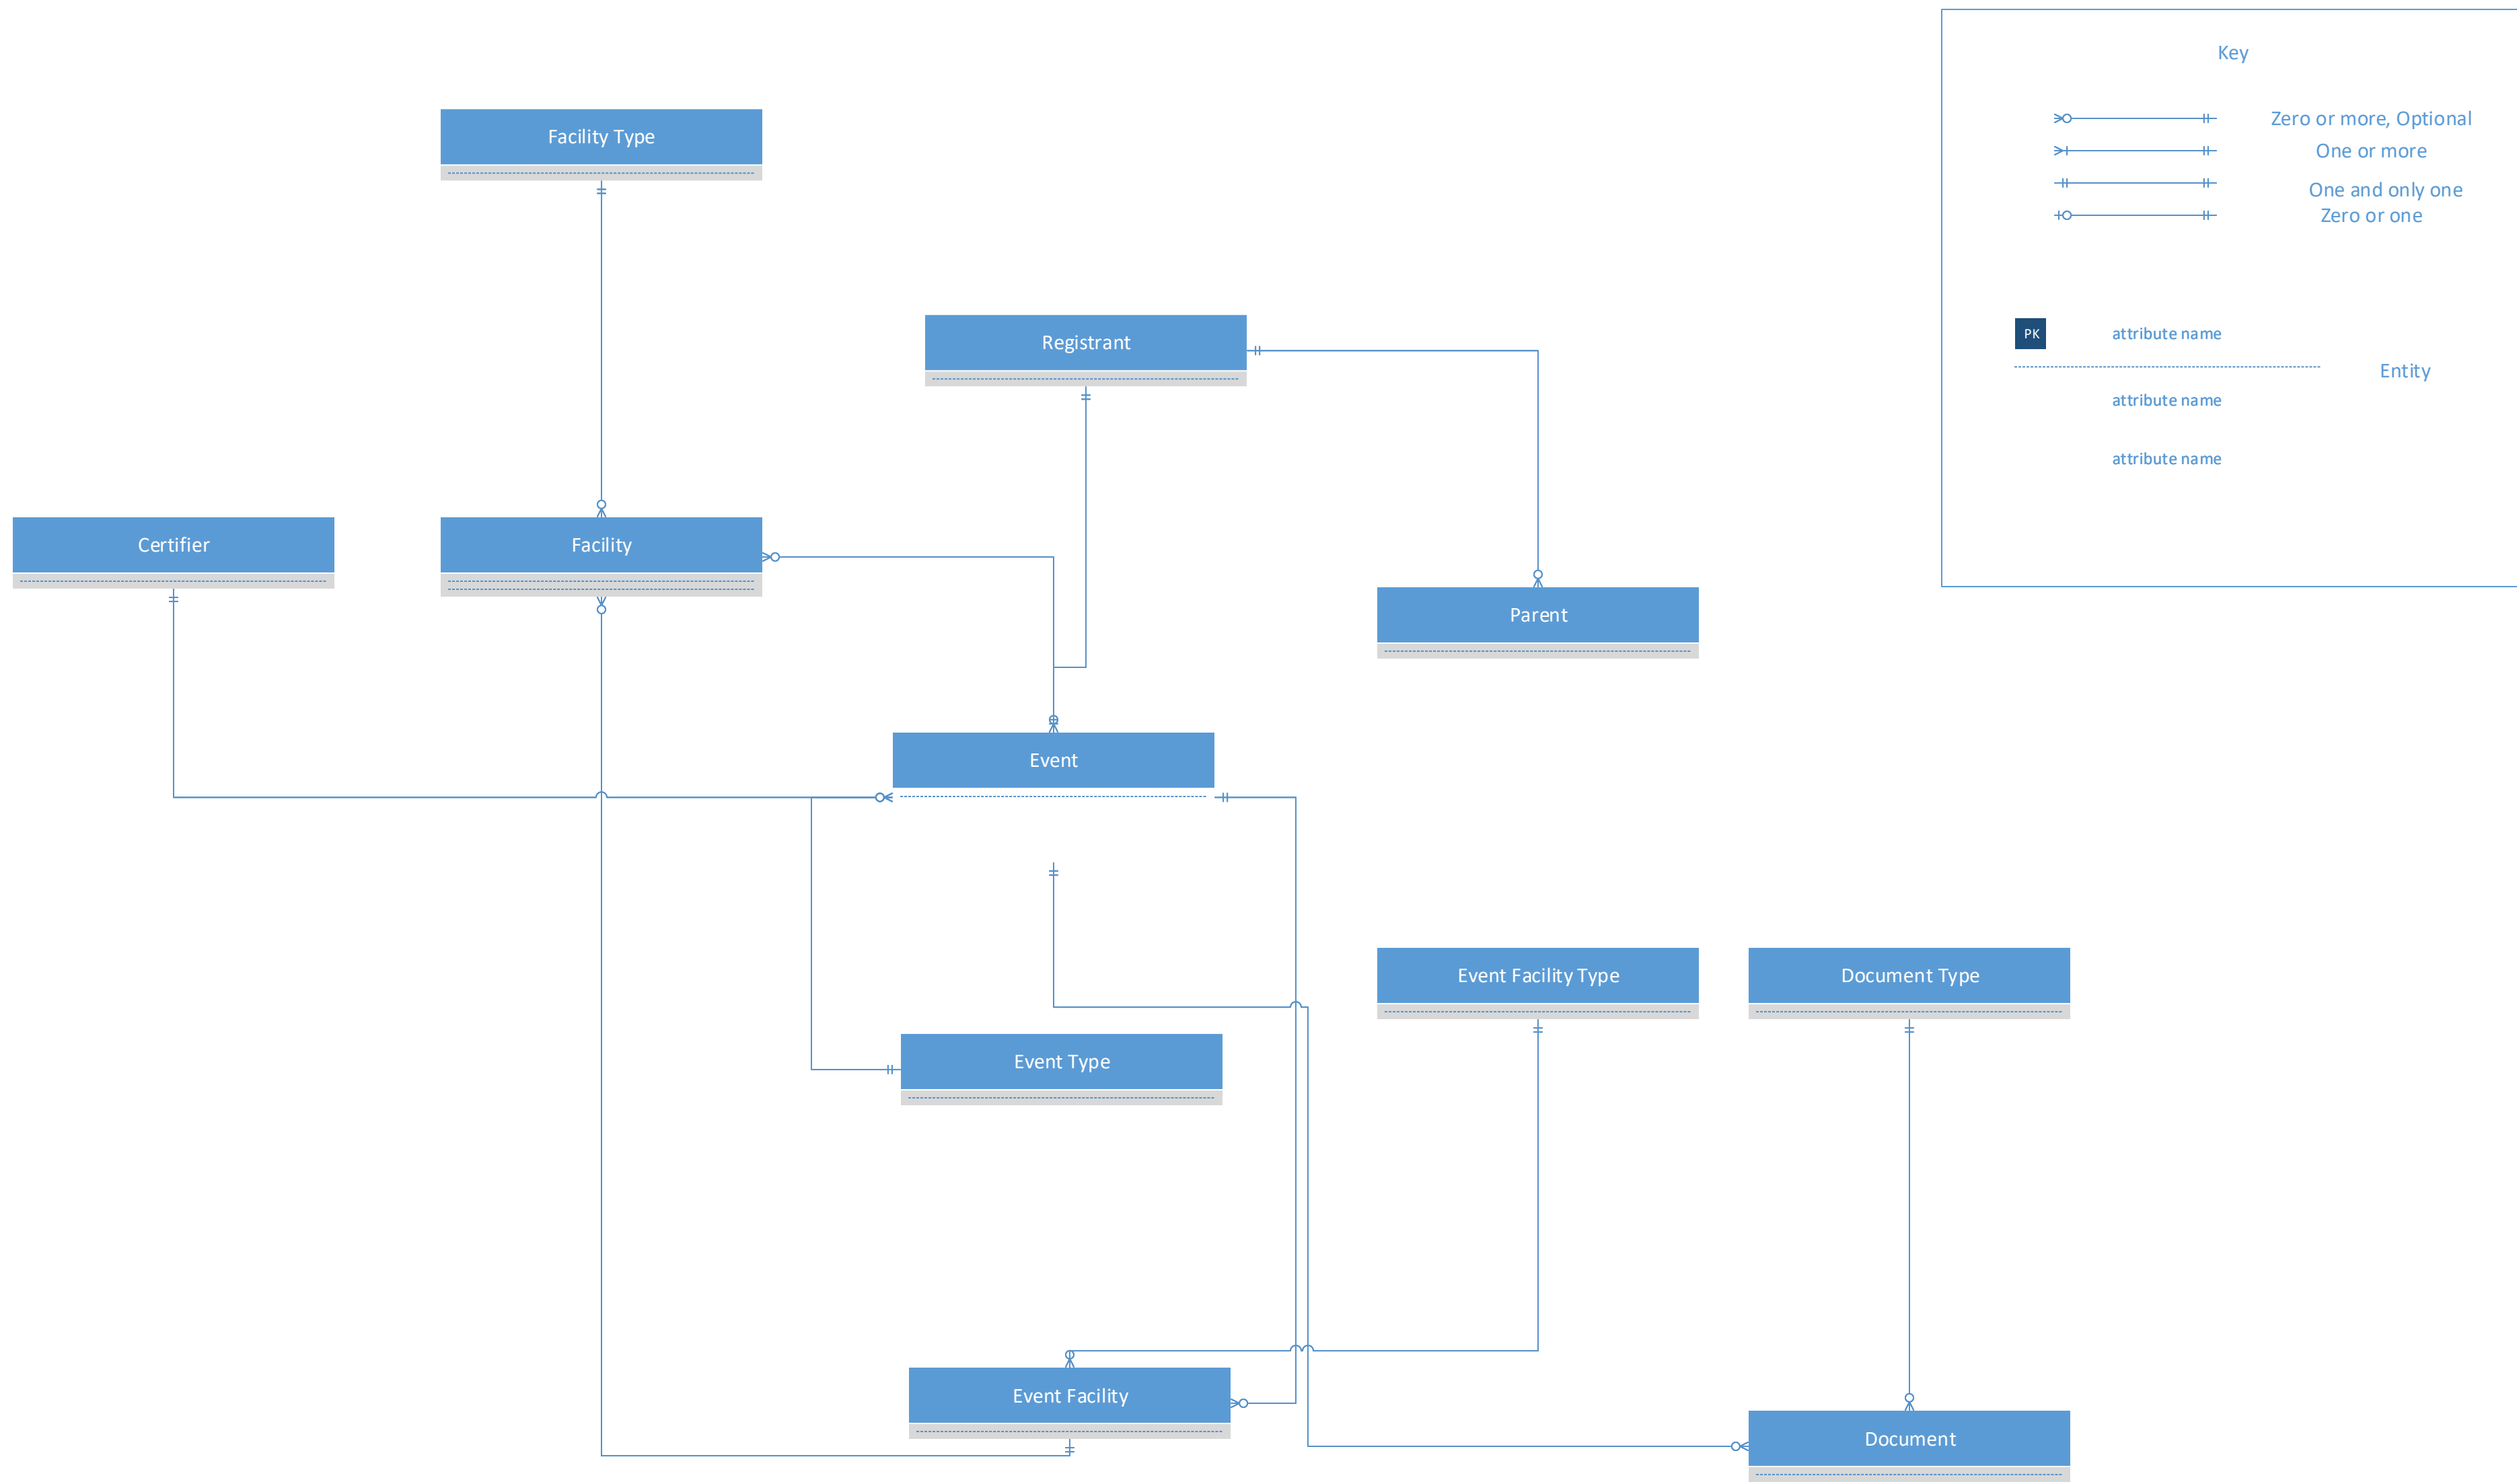 Key
Facility Type
Zero or more, Optional
One or more
One and only one
Zero or one
Registrant
PK
attribute name
Entity
attribute name
attribute name
Certifier
Facility
Parent
Event
Event Facility Type
Document Type
Event Type
Event Facility
Document